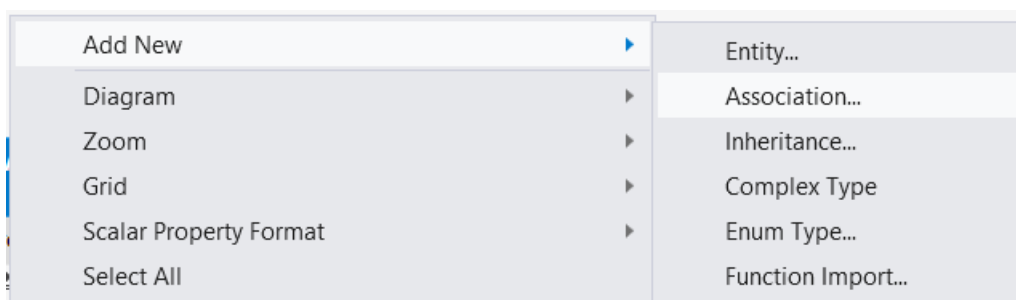 Add New
Diagram
Zoom
Grid
Scalar Property Format
Select All
Entity...
Association...
Inheritance...
Complex Type
Enum Type...
Function Import...